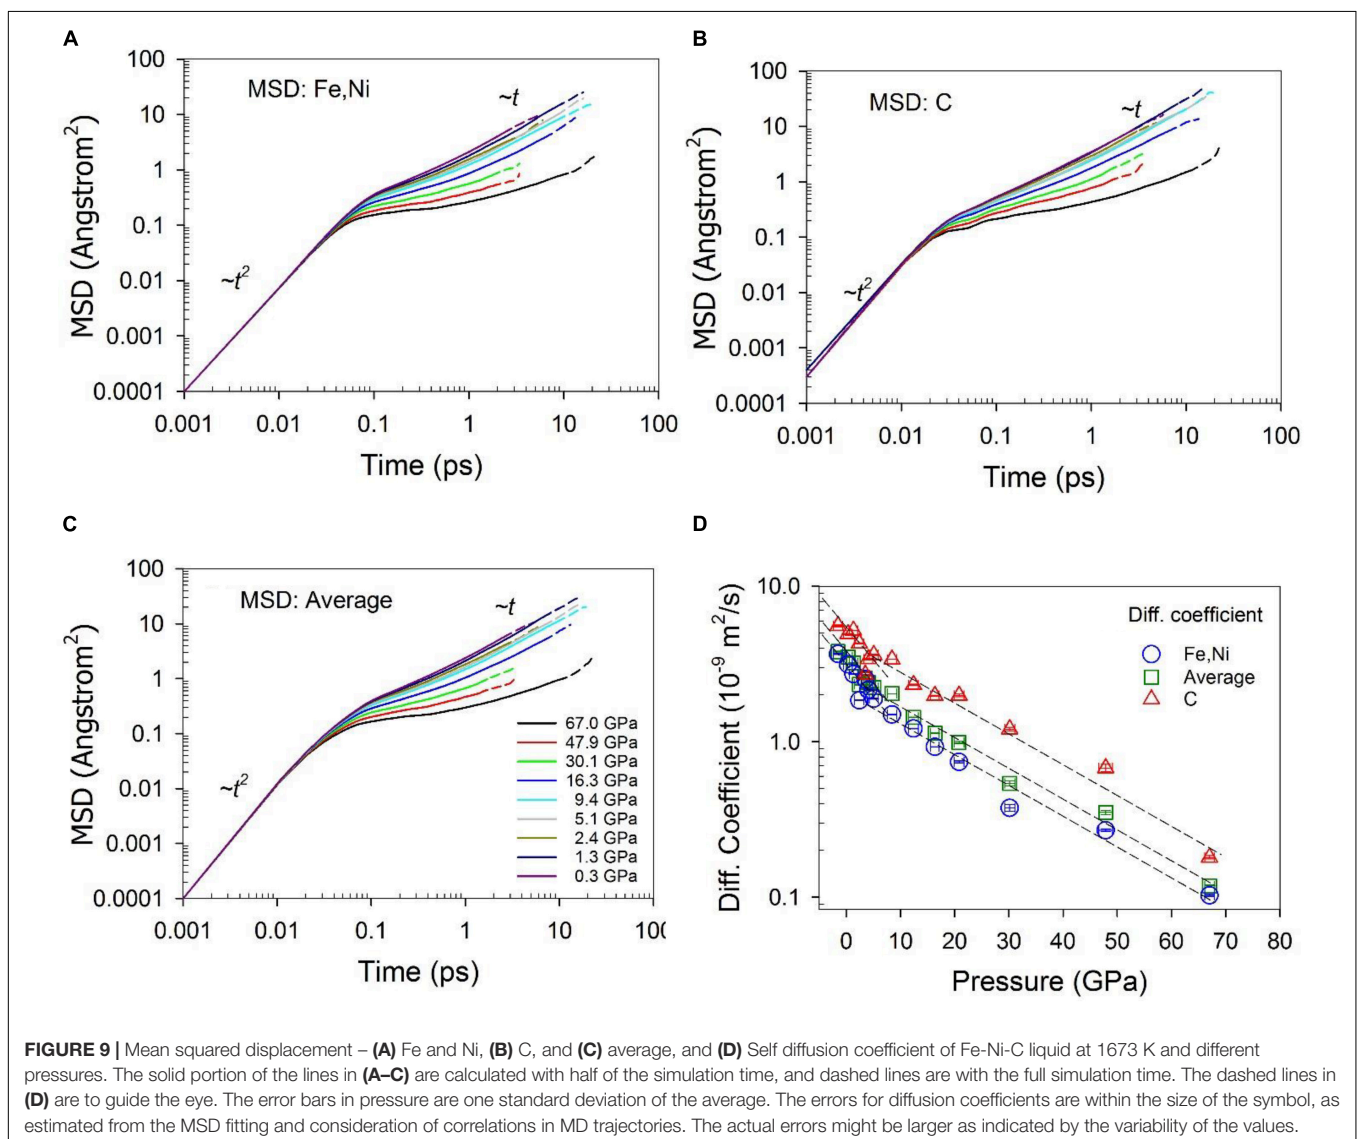 A
MSD: Fe,Ni
~t
~t2
100
10
1
0.1
0.01
0.001
0.0001
MSD (Angstrom2)
0.001 0.01 0.1 1 10 100
Time (ps)
B
MSD: C
~t
~t2
100
10
1
0.1
0.01
0.001
0.0001
MSD (Angstrom2)
0.001 0.01 0.1 1 10 100
Time (ps)
C
MSD: Average
~t
~t2
100
10
1
0.1
0.01
0.001
0.0001
MSD (Angstrom2)
67.0 GPa
47.9 GPa
30.1 GPa
16.3 GPa
9.4 GPa
5.1 GPa
2.4 GPa
1.3 GPa
0.3 GPa
0.001 0.01 0.1 1 10
Time (ps)
D
10.0
1.0
0.1
Diff. Coefficient (10-9 m2/s)
Diff. coefficient
Fe,Ni
Average
C
0 10 20 30 40 50 60 70 80
Pressure (GPa)
FIGURE 9 | Mean squared displacement – (A) Fe and Ni, (B) C, and (C) average, and (D) Self diffusion coefficient of Fe-Ni-C liquid at 1673 K and different
pressures. The solid portion of the lines in (A–C) are calculated with half of the simulation time, and dashed lines are with the full simulation time. The dashed lines in
(D) are to guide the eye. The error bars in pressure are one standard deviation of the average. The errors for diffusion coefficients are within the size of the symbol, as
estimated from the MSD fitting and consideration of correlations in MD trajectories. The actual errors might be larger as indicated by the variability of the values.